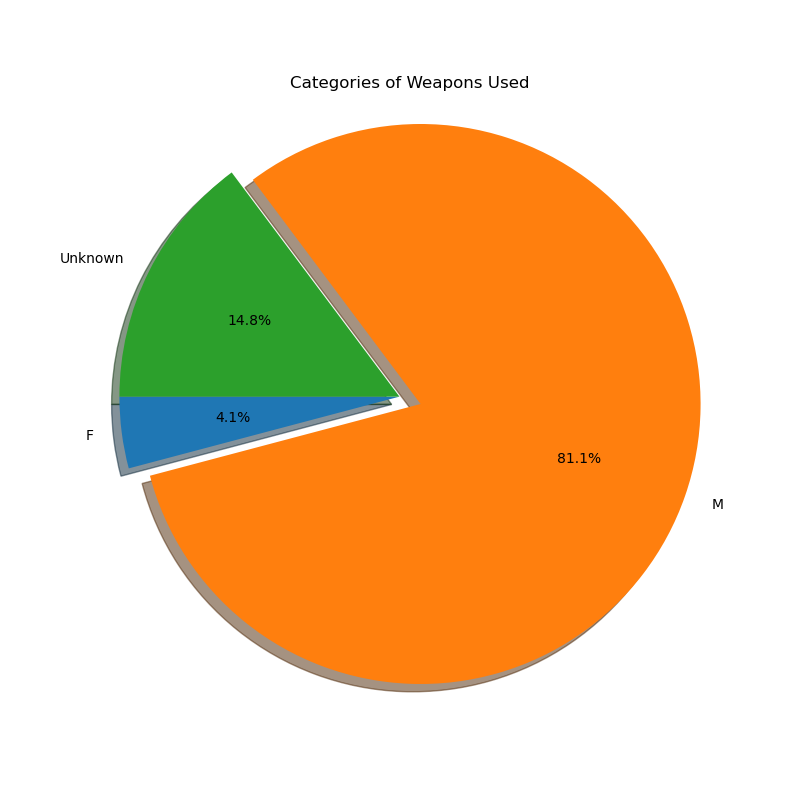 Categories of Weapons Used
Unknown
14.8%
4.1%
F
81.1%
M